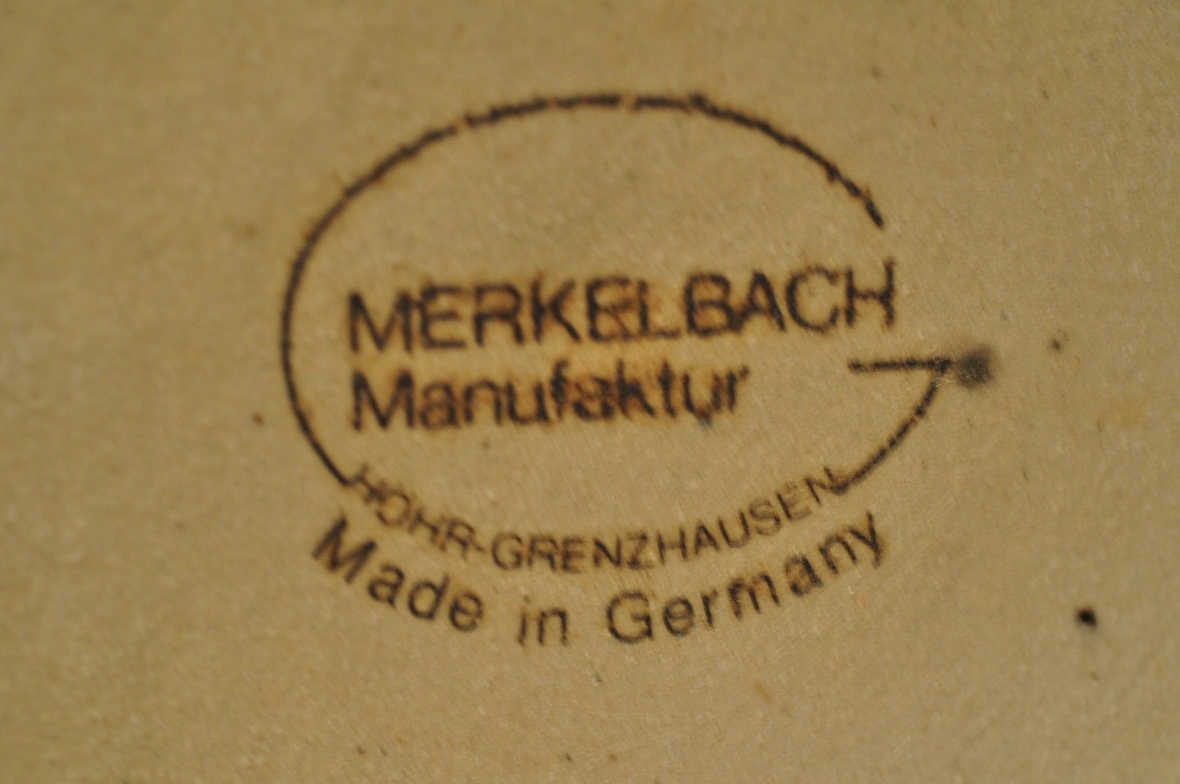 MERKELBACH
Manufaktur
HÖHR-GRENZHAUSEN
Made in Germany